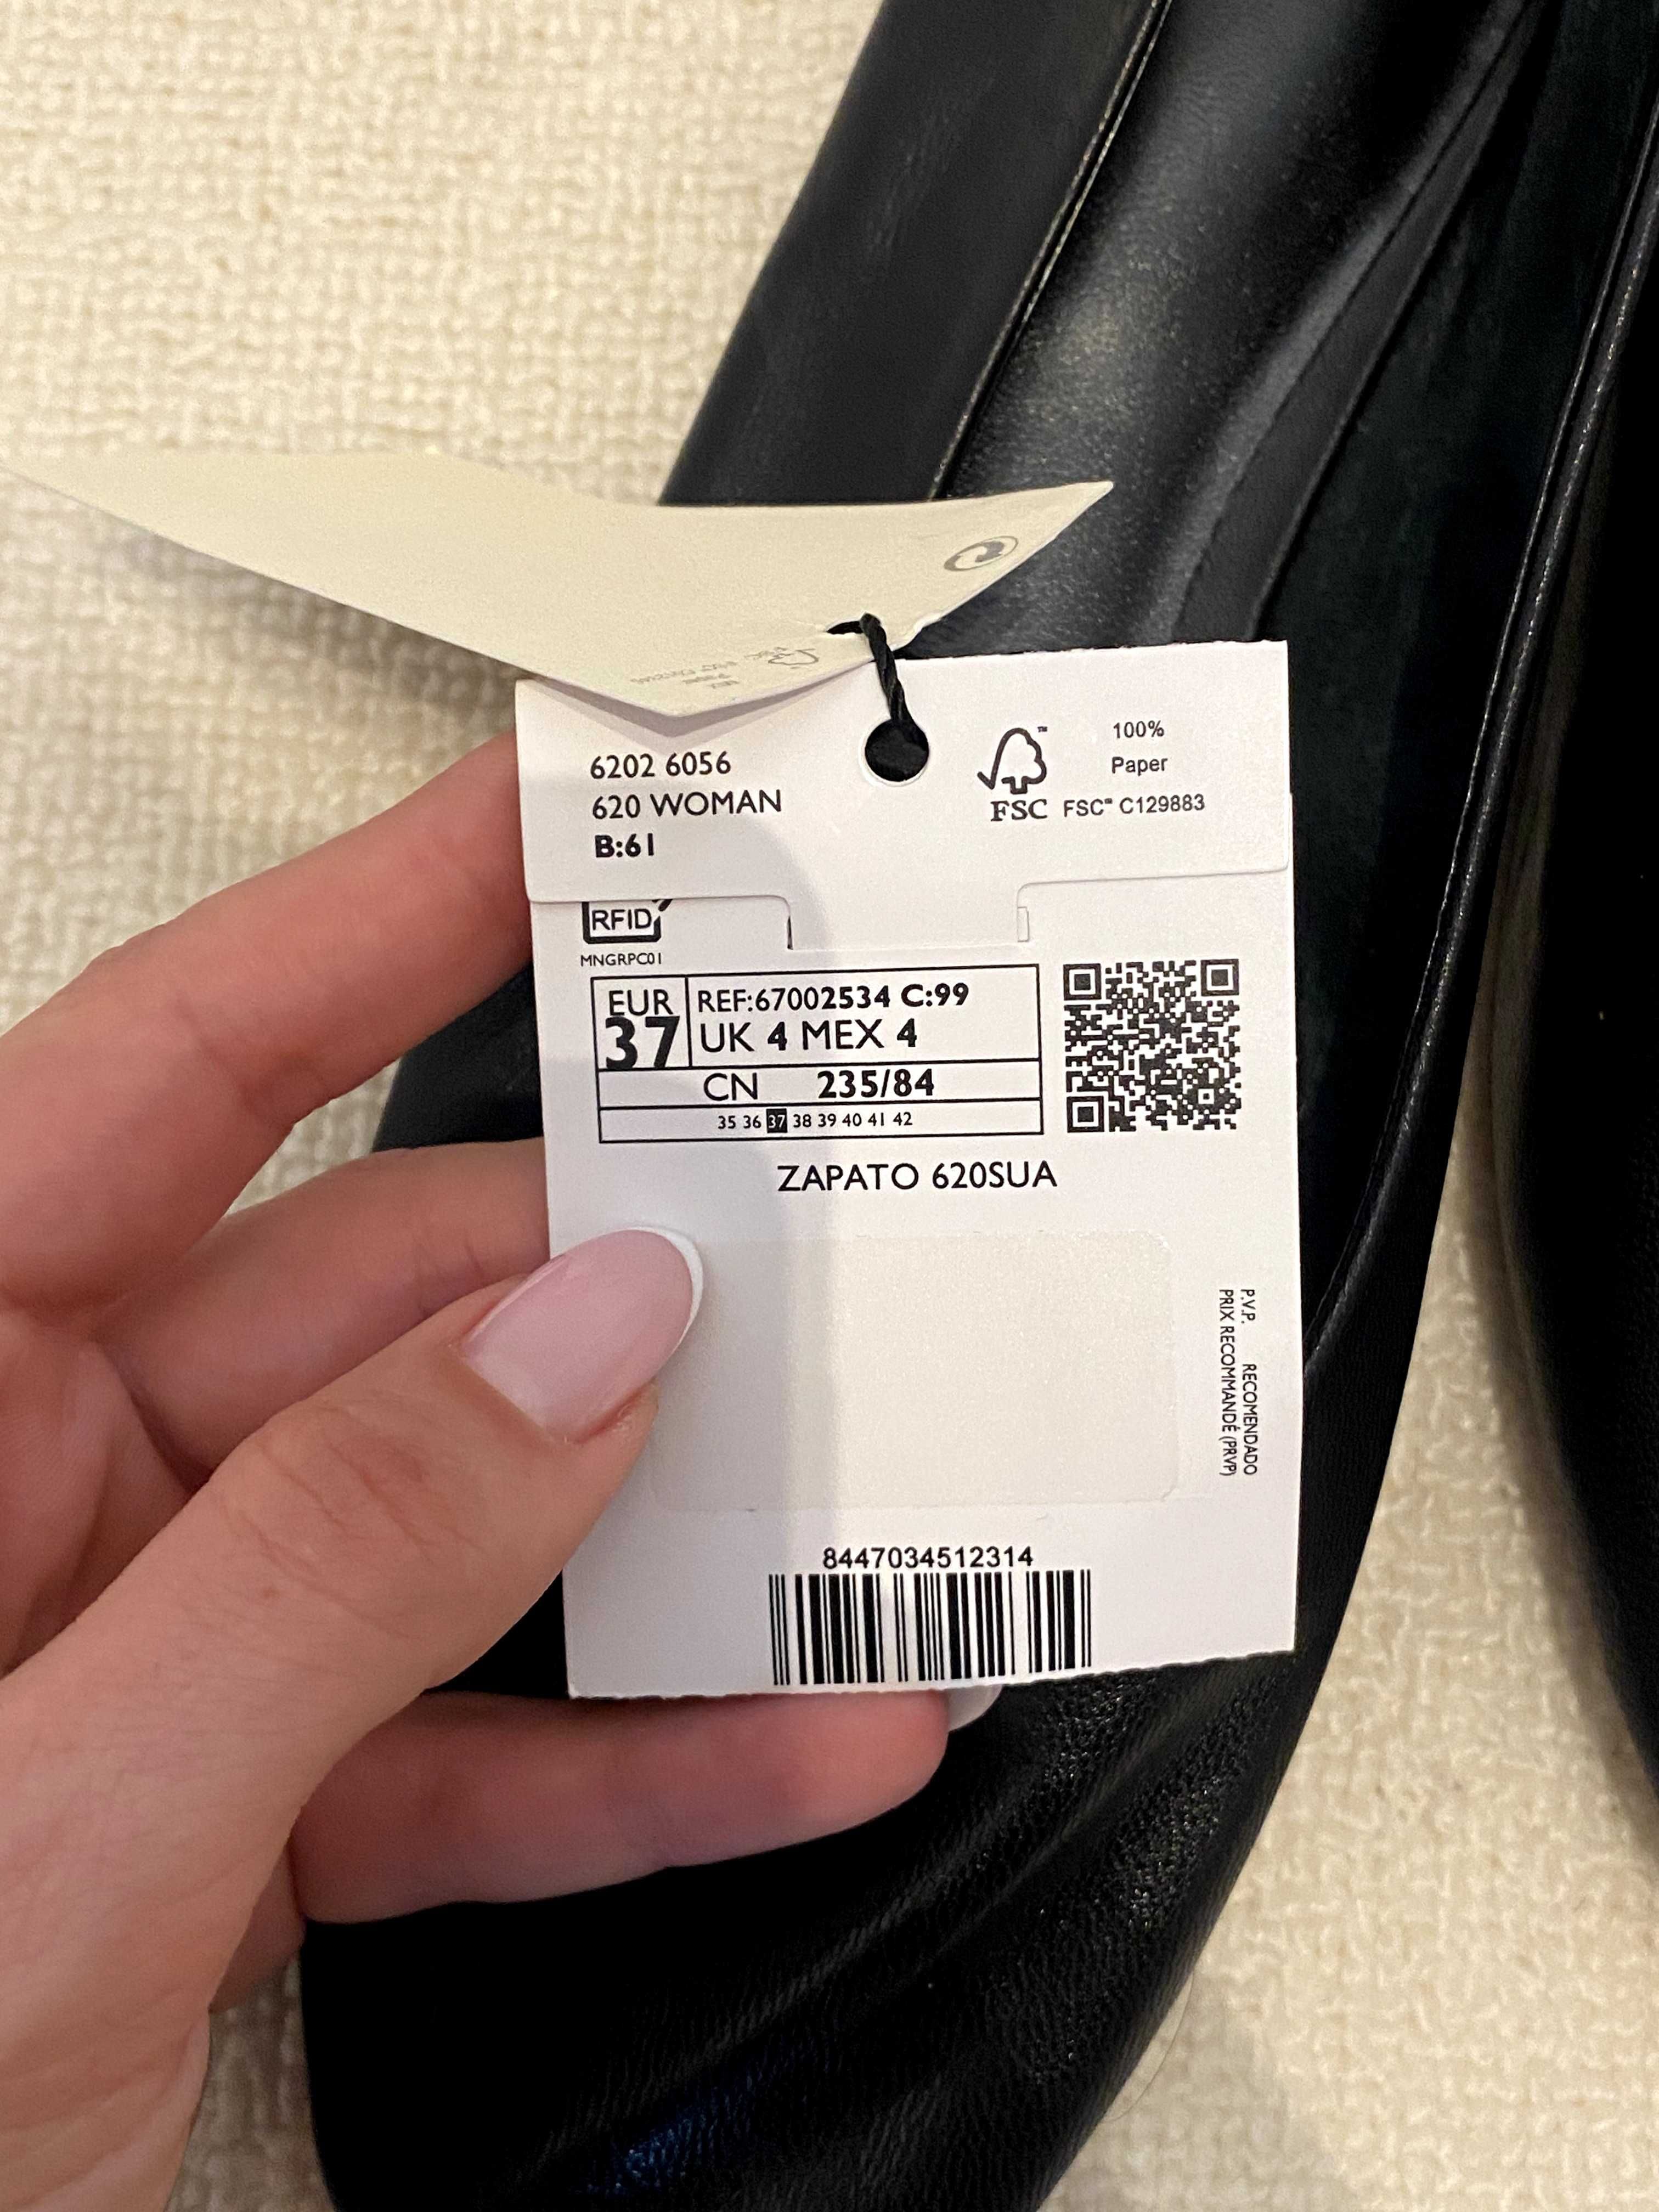 6202 6056
620 WOMAN
B:61
100%
Paper
FSC
FSC™ C129883
RFID
MNGRPC01
EUR
37
REF:67002534 C:99
UK 4 MEX 4
CN 235/84
35 36 37 38 39 40 41 42
ZAPATO 620SUA
P.V.P. RECOMENDADO
PRIX RECOMMANDÉ (PRVP)
8447034512314